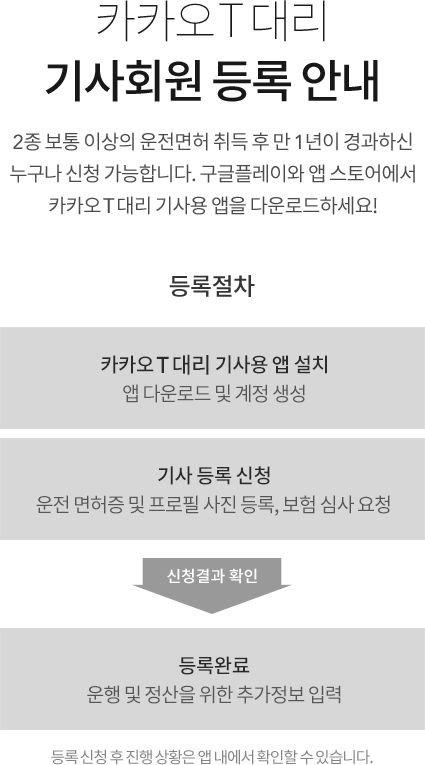 카카오 T 대리
기사회원 등록 안내
2종 보통 이상의 운전면허 취득 후 만 1년이 경과하신
누구나 신청 가능합니다. 구글플레이와 앱 스토어에서
카카오 T 대리 기사용 앱을 다운로드하세요!
등록절차
카카오 T 대리 기사용 앱 설치
앱 다운로드 및 계정 생성
기사 등록 신청
운전 면허증 및 프로필 사진 등록, 보험 심사 요청
신청결과 확인
등록완료
운행 및 정산을 위한 추가정보 입력
등록 신청 후 진행 상황은 앱 내에서 확인할 수 있습니다.